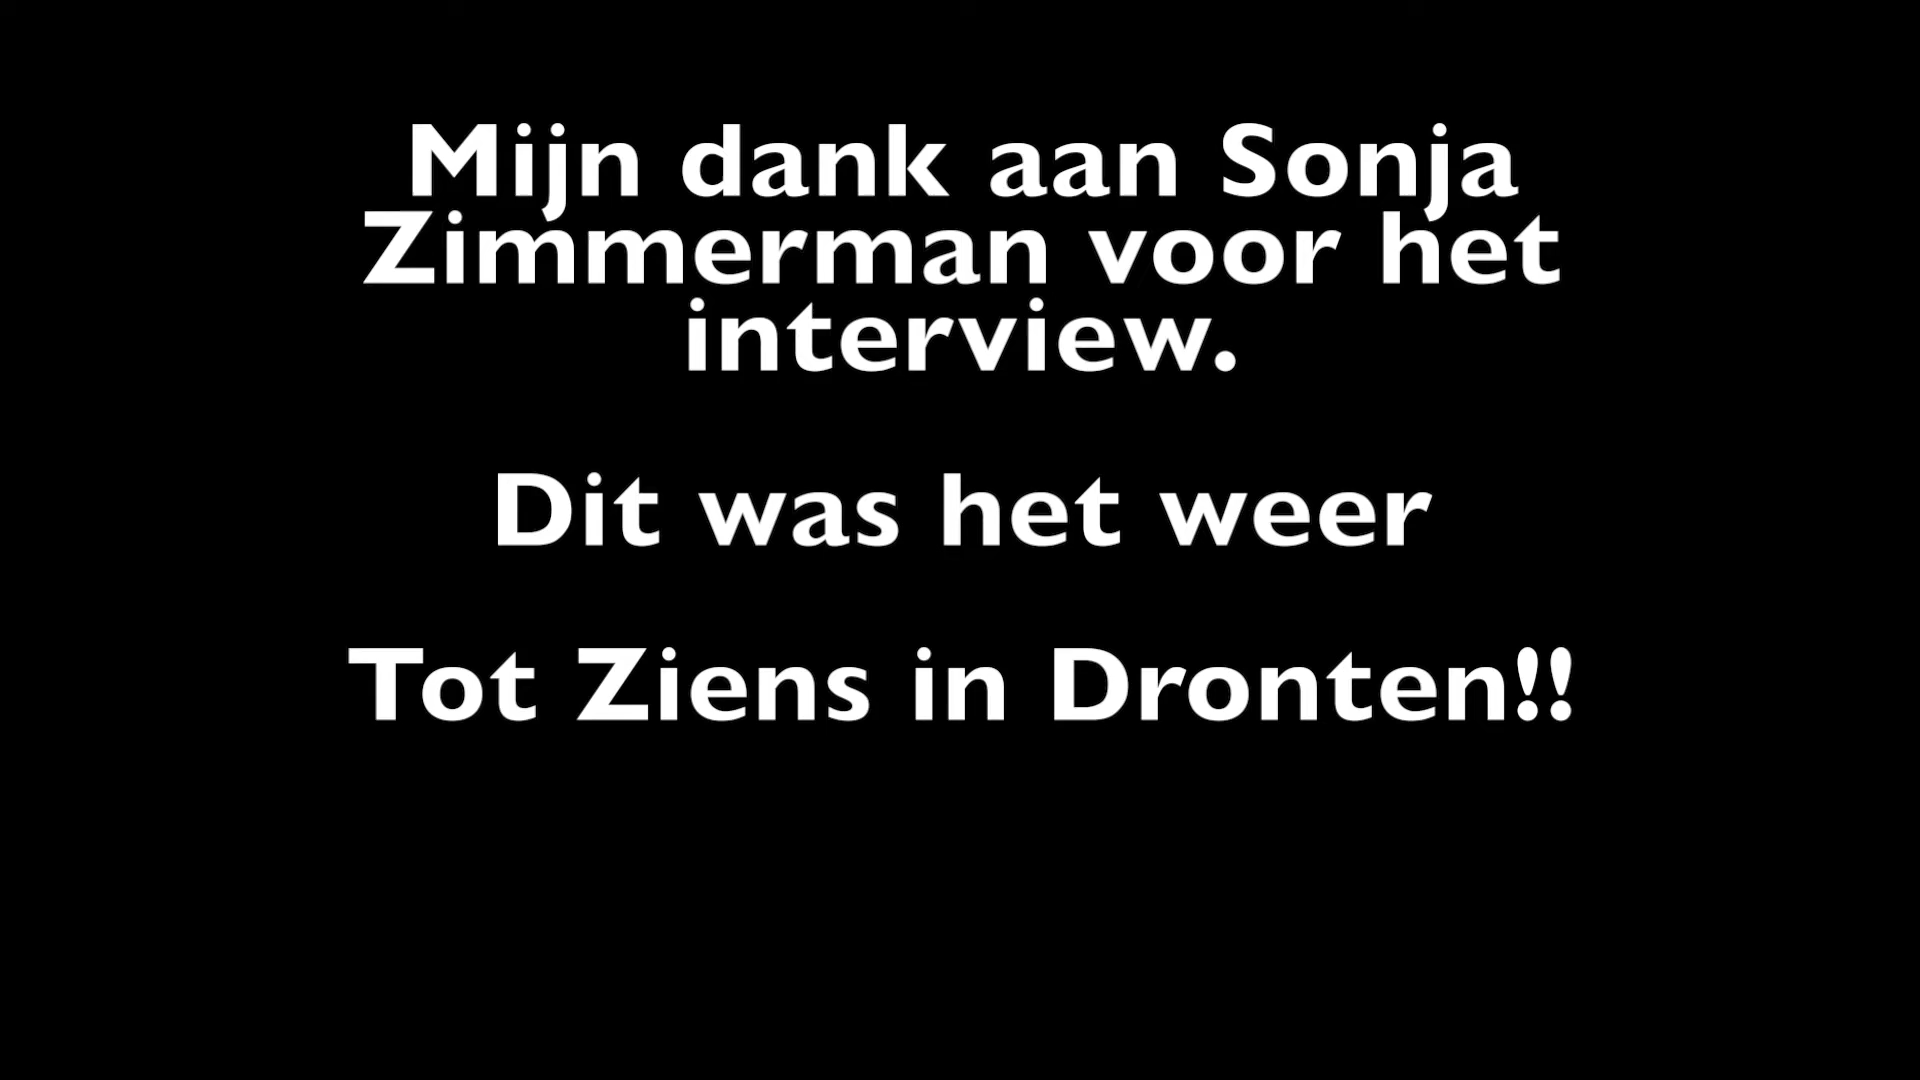 Mijn dank aan Sonja
Zimmerman voor het
interview.
Dit was het weer
Tot Ziens in Dronten!!